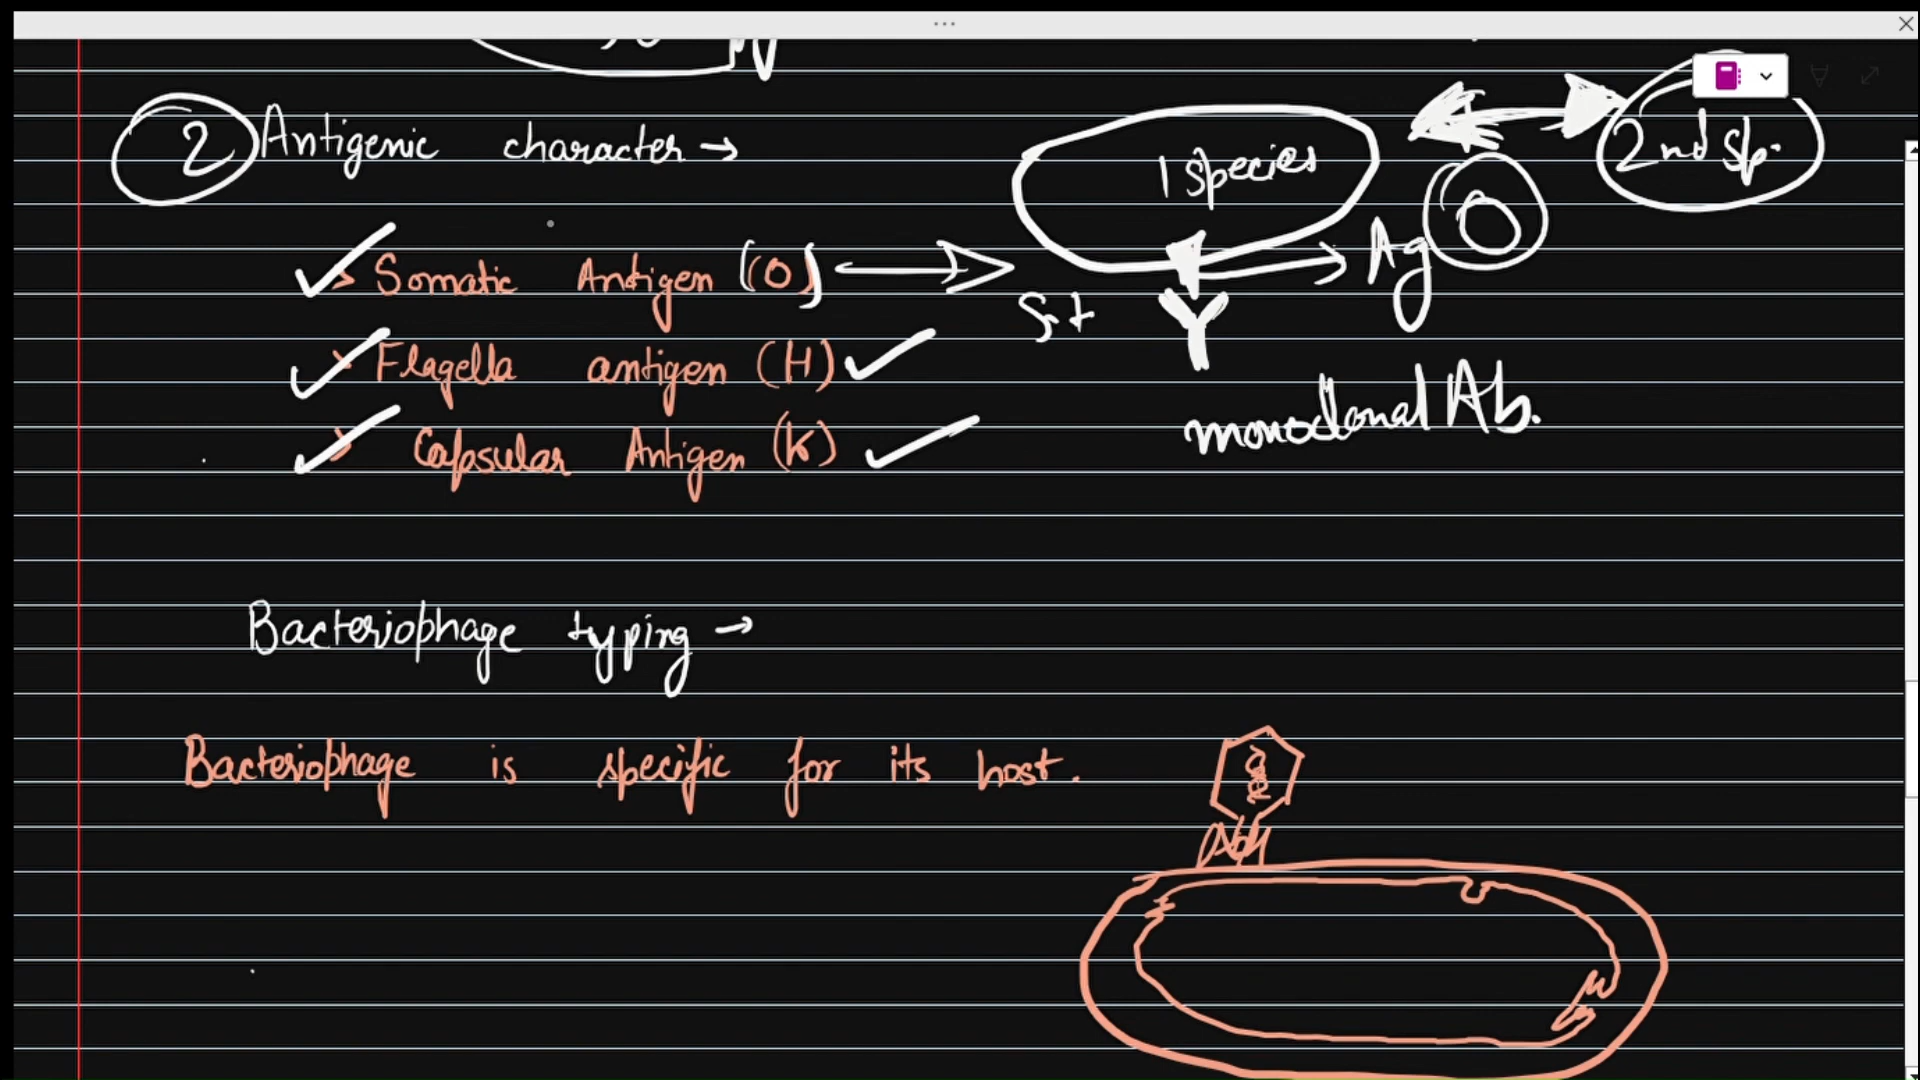 2 Antigenic character →
1 species
2nd sp.
Somatic Antigen (O)
Ag O
St
Flagella antigen (H)
monoclonal Ab.
Capsular Antigen (K)
Bacteriophage typing →
Bacteriophage is specific for its host.